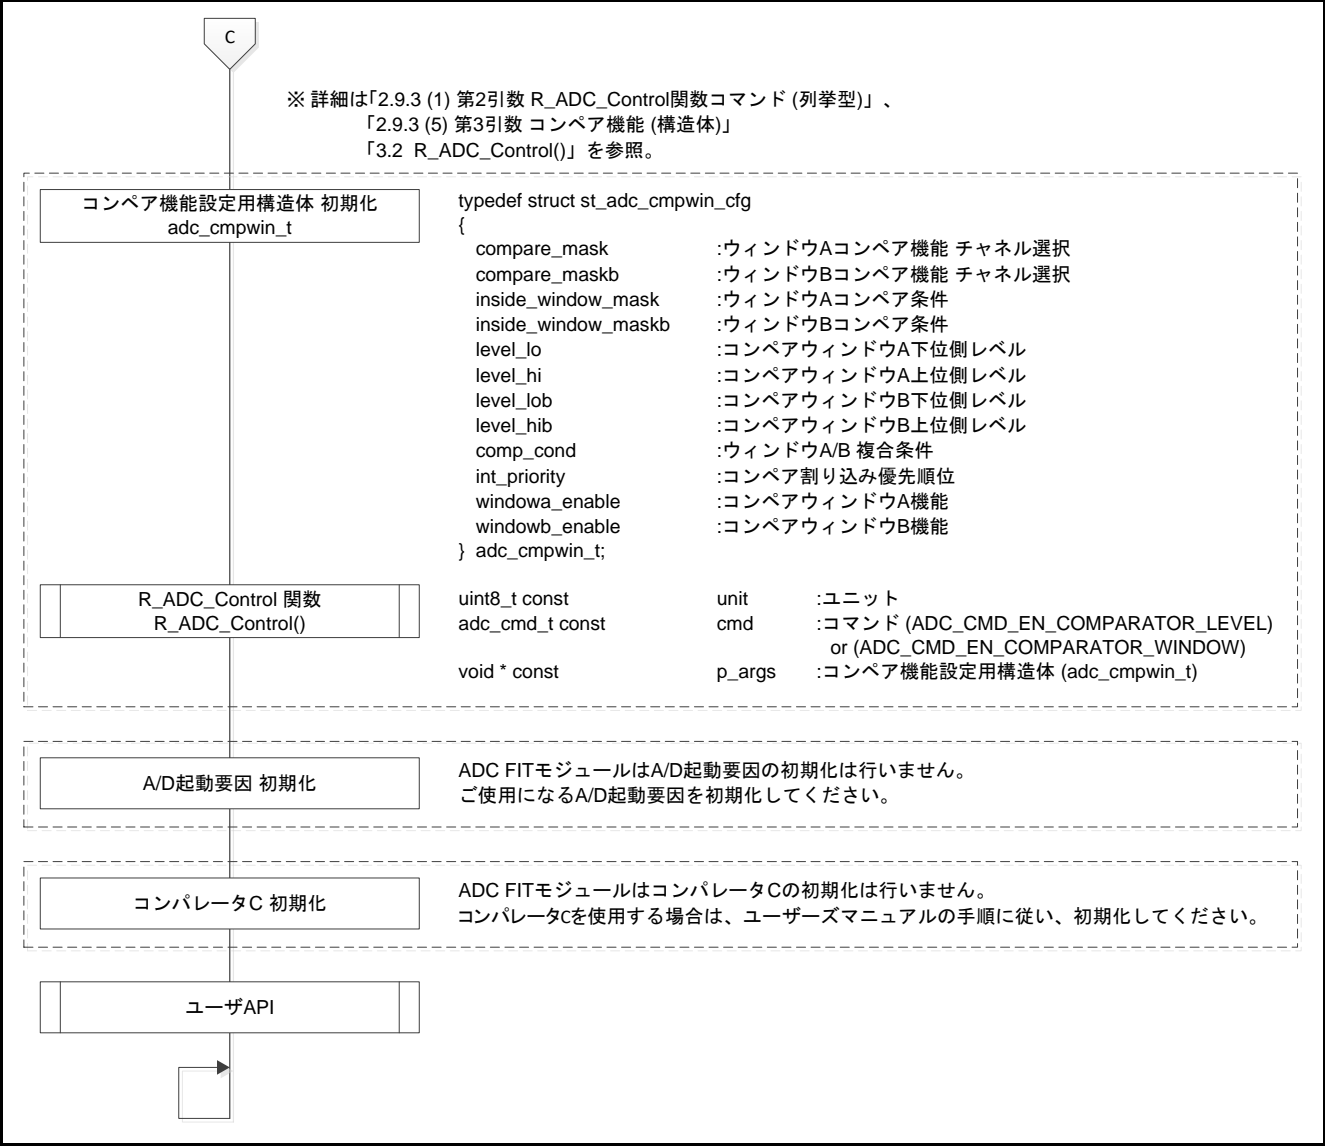 C
※ 詳細は「2.9.3 (1) 第2引数 R_ADC_Control関数コマンド (列挙型)」、
「2.9.3 (5) 第3引数 コンペア機能 (構造体)」
「3.2 R_ADC_Control()」を参照。
コンペア機能設定用構造体 初期化
adc_cmpwin_t
typedef struct st_adc_cmpwin_cfg
{
compare_mask :ウィンドウAコンペア機能 チャネル選択
compare_maskb :ウィンドウBコンペア機能 チャネル選択
inside_window_mask :ウィンドウAコンペア条件
inside_window_maskb :ウィンドウBコンペア条件
level_lo :コンペアウィンドウA下位側レベル
level_hi :コンペアウィンドウA上位側レベル
level_lob :コンペアウィンドウB下位側レベル
level_hib :コンペアウィンドウB上位側レベル
comp_cond :ウィンドウA/B 複合条件
int_priority :コンペア割り込み優先順位
windowa_enable :コンペアウィンドウA機能
windowb_enable :コンペアウィンドウB機能
} adc_cmpwin_t;
R_ADC_Control 関数
R_ADC_Control()
uint8_t const unit :ユニット
adc_cmd_t const cmd :コマンド (ADC_CMD_EN_COMPARATOR_LEVEL)
or (ADC_CMD_EN_COMPARATOR_WINDOW)
void * const p_args :コンペア機能設定用構造体 (adc_cmpwin_t)
A/D起動要因 初期化
ADC FITモジュールはA/D起動要因の初期化は行いません。
ご使用になるA/D起動要因を初期化してください。
コンパレータC 初期化
ADC FITモジュールはコンパレータCの初期化は行いません。
コンパレータCを使用する場合は、ユーザーズマニュアルの手順に従い、初期化してください。
ユーザAPI